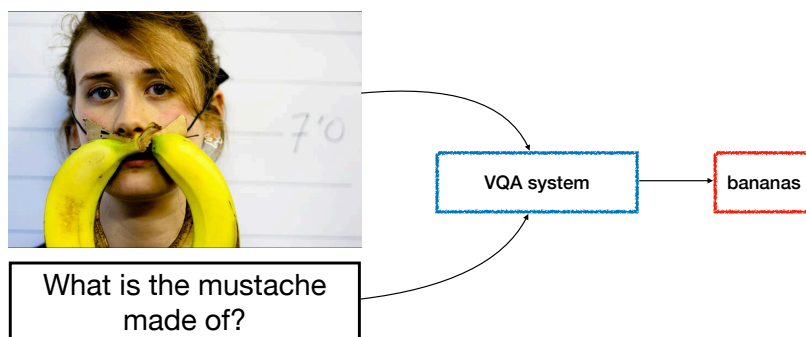 7'0
VQA system
bananas
What is the mustache
made of?